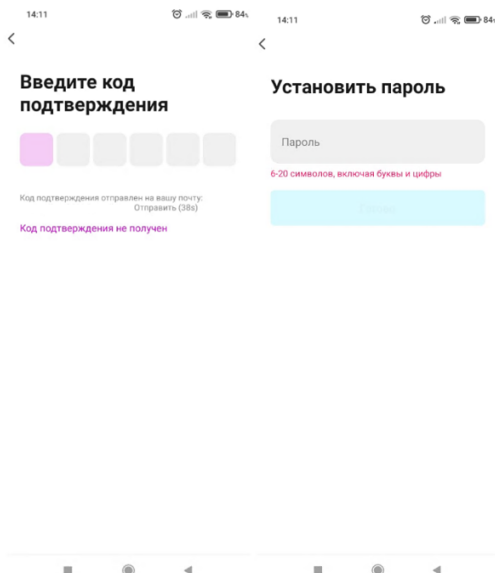 14:11
84%
Введите код
подтверждения
Код подтверждения отправлен на вашу почту:
Отправить (38s)
Код подтверждения не получен
14:11
84
Установить пароль
Пароль
6-20 символов, включая буквы и цифры